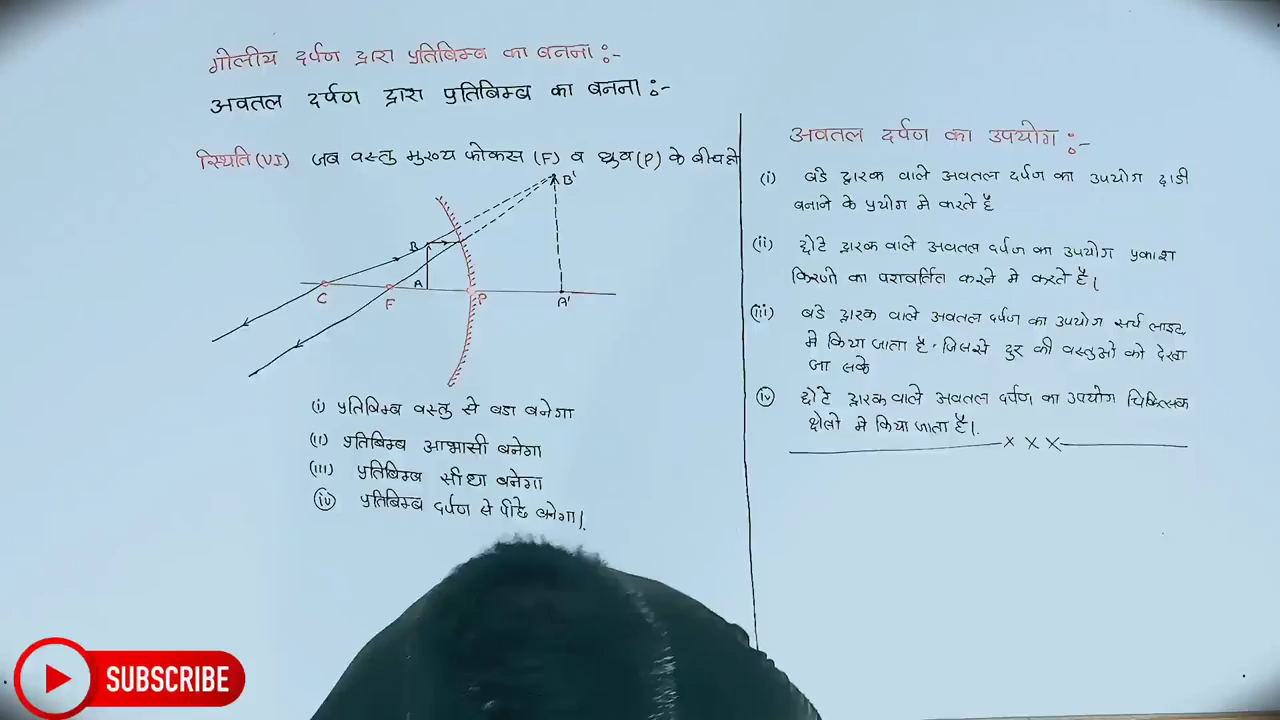 गोलीय दर्पण द्वारा प्रतिबिम्ब का बनना :-
अवतल दर्पण द्वारा प्रतिबिम्ब का बनना :-
स्थिति (VI) जब वस्तु मुख्य फोकस (F) व ध्रुव (P) के बीच हो
B'
B
A
C
F
P
A'
(i) प्रतिबिम्ब वस्तु से बडा बनेगा
(ii) प्रतिबिम्ब आभासी बनेगा
(iii) प्रतिबिम्ब सीधा बनेगा
(iv) प्रतिबिम्ब दर्पण से पीछे बनेगा।
अवतल दर्पण का उपयोग :-
(i) बडे द्वारक वाले अवतल दर्पण का उपयोग दाडी
बनाने के प्रयोग मे करते है
(ii) छोटे द्वारक वाले अवतल दर्पण का उपयोग प्रकाश
किरणो का परावर्तित करने मे करते है।
(iii) बडे द्वारक वाले अवतल दर्पण का उपयोग सर्च लाइट
मे किया जाता है, जिससे दुर की वस्तुओ को देखा
जा सके
(iv) छोटे द्वारक वाले अवतल दर्पण का उपयोग चिकित्सक
क्षेत्रो मे किया जाता है।
x x x
SUBSCRIBE